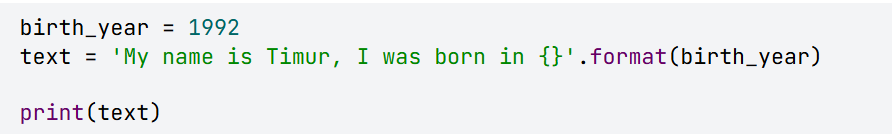 birth_year = 1992
text = 'My name is Timur, I was born in {}'.format(birth_year)
print(text)